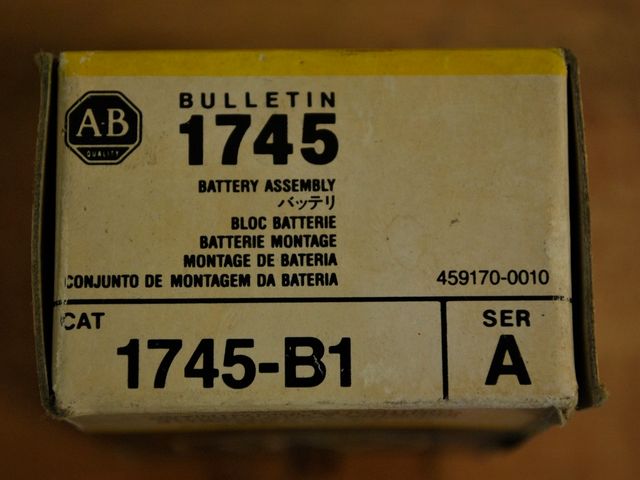 A-B
QUALITY
BULLETIN
1745
BATTERY ASSEMBLY
バッテリ
BLOC BATTERIE
BATTERIE MONTAGE
MONTAGE DE BATERIA
CONJUNTO DE MONTAGEM DA BATERIA
459170-0010
CAT
1745-B1
SER
A